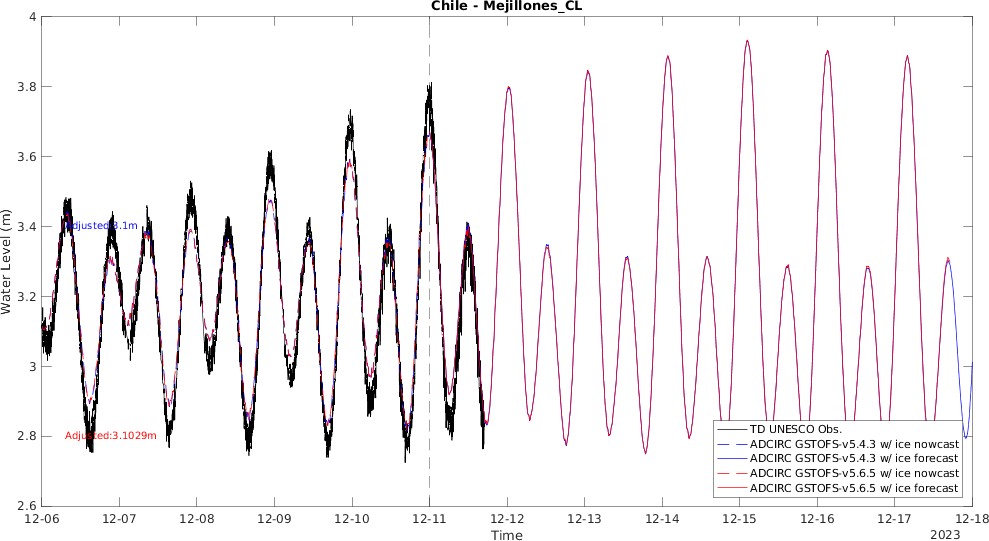 Chile - Mejillones_CL
4
3.8
3.6
3.4
3.2
3
2.8
2.6
Water Level (m)
Adjusted:3.1m
Adjusted:3.1029m
TD UNESCO Obs.
ADCIRC GSTOFS-v5.4.3 w/ ice nowcast
ADCIRC GSTOFS-v5.4.3 w/ ice forecast
ADCIRC GSTOFS-v5.6.5 w/ ice nowcast
ADCIRC GSTOFS-v5.6.5 w/ ice forecast
12-06 12-07 12-08 12-09 12-10 12-11 12-12 12-13 12-14 12-15 12-16 12-17 12-18
Time
2023